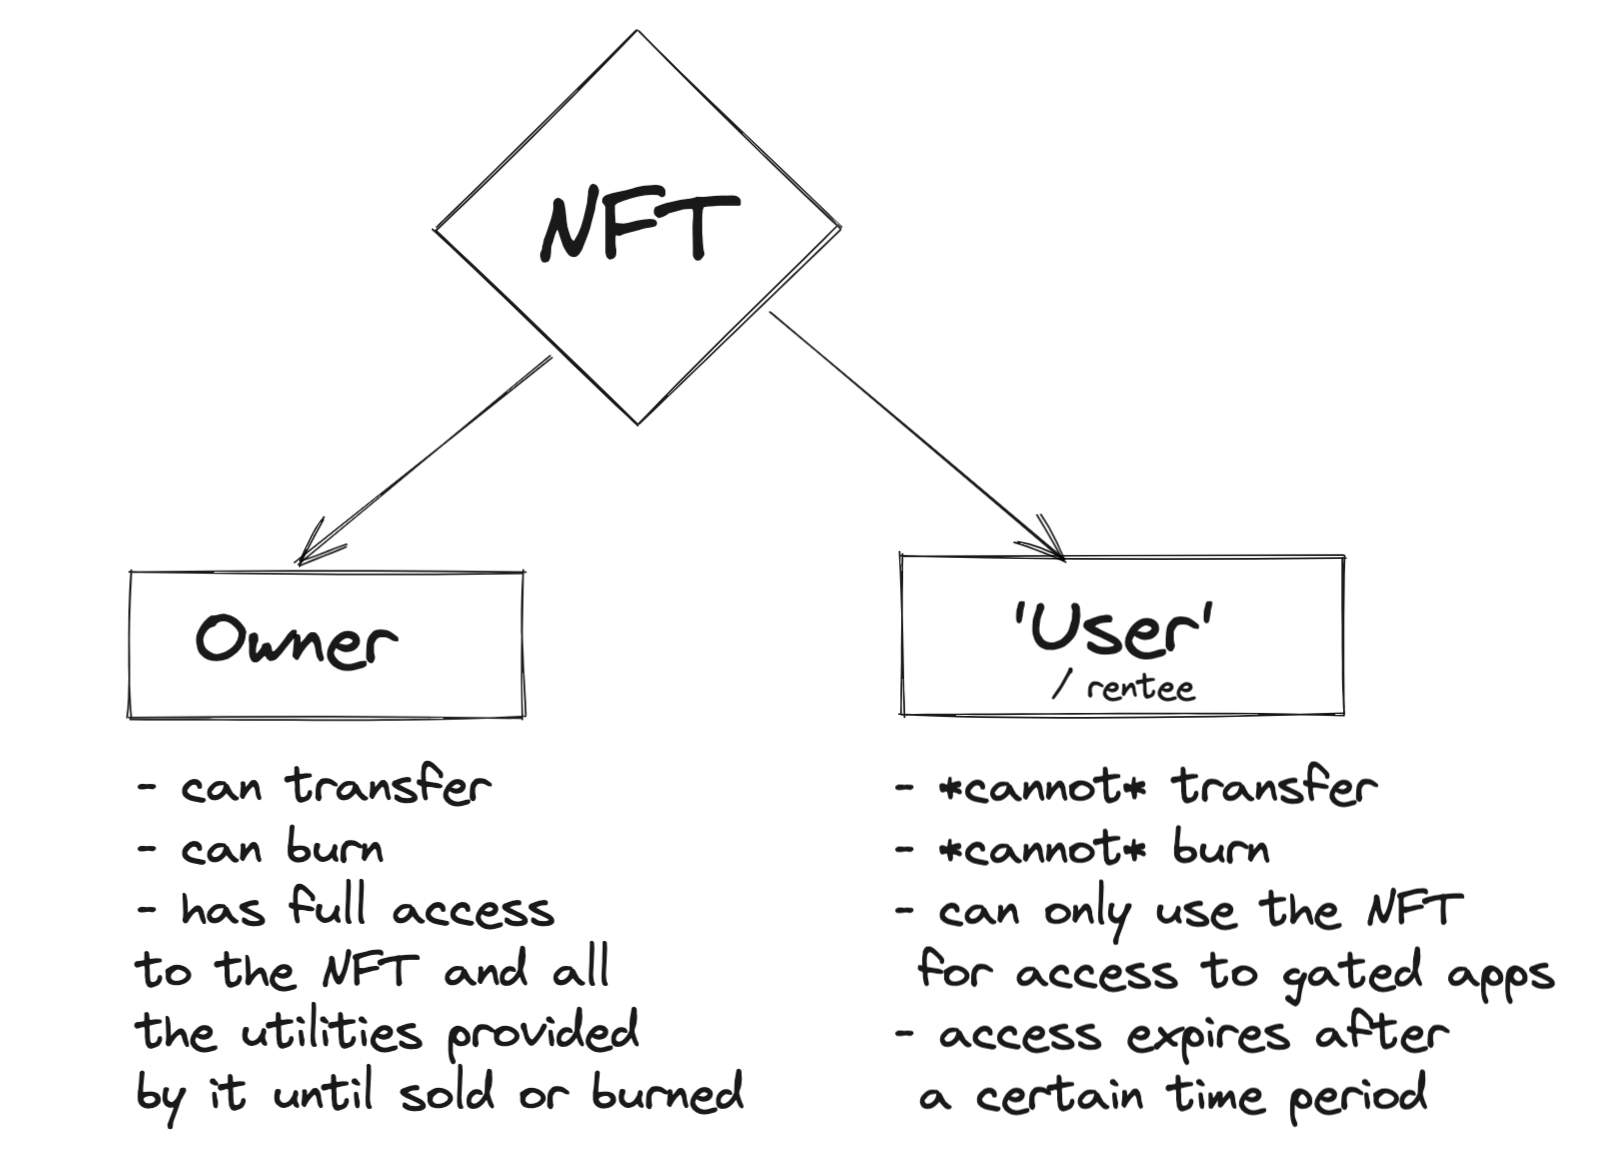 NFT
Owner
- can transfer
- can burn
- has full access
to the NFT and all
the utilities provided
by it until sold or burned
'User'
/ rentee
- *cannot* transfer
- *cannot* burn
- can only use the NFT
for access to gated apps
- access expires after
a certain time period